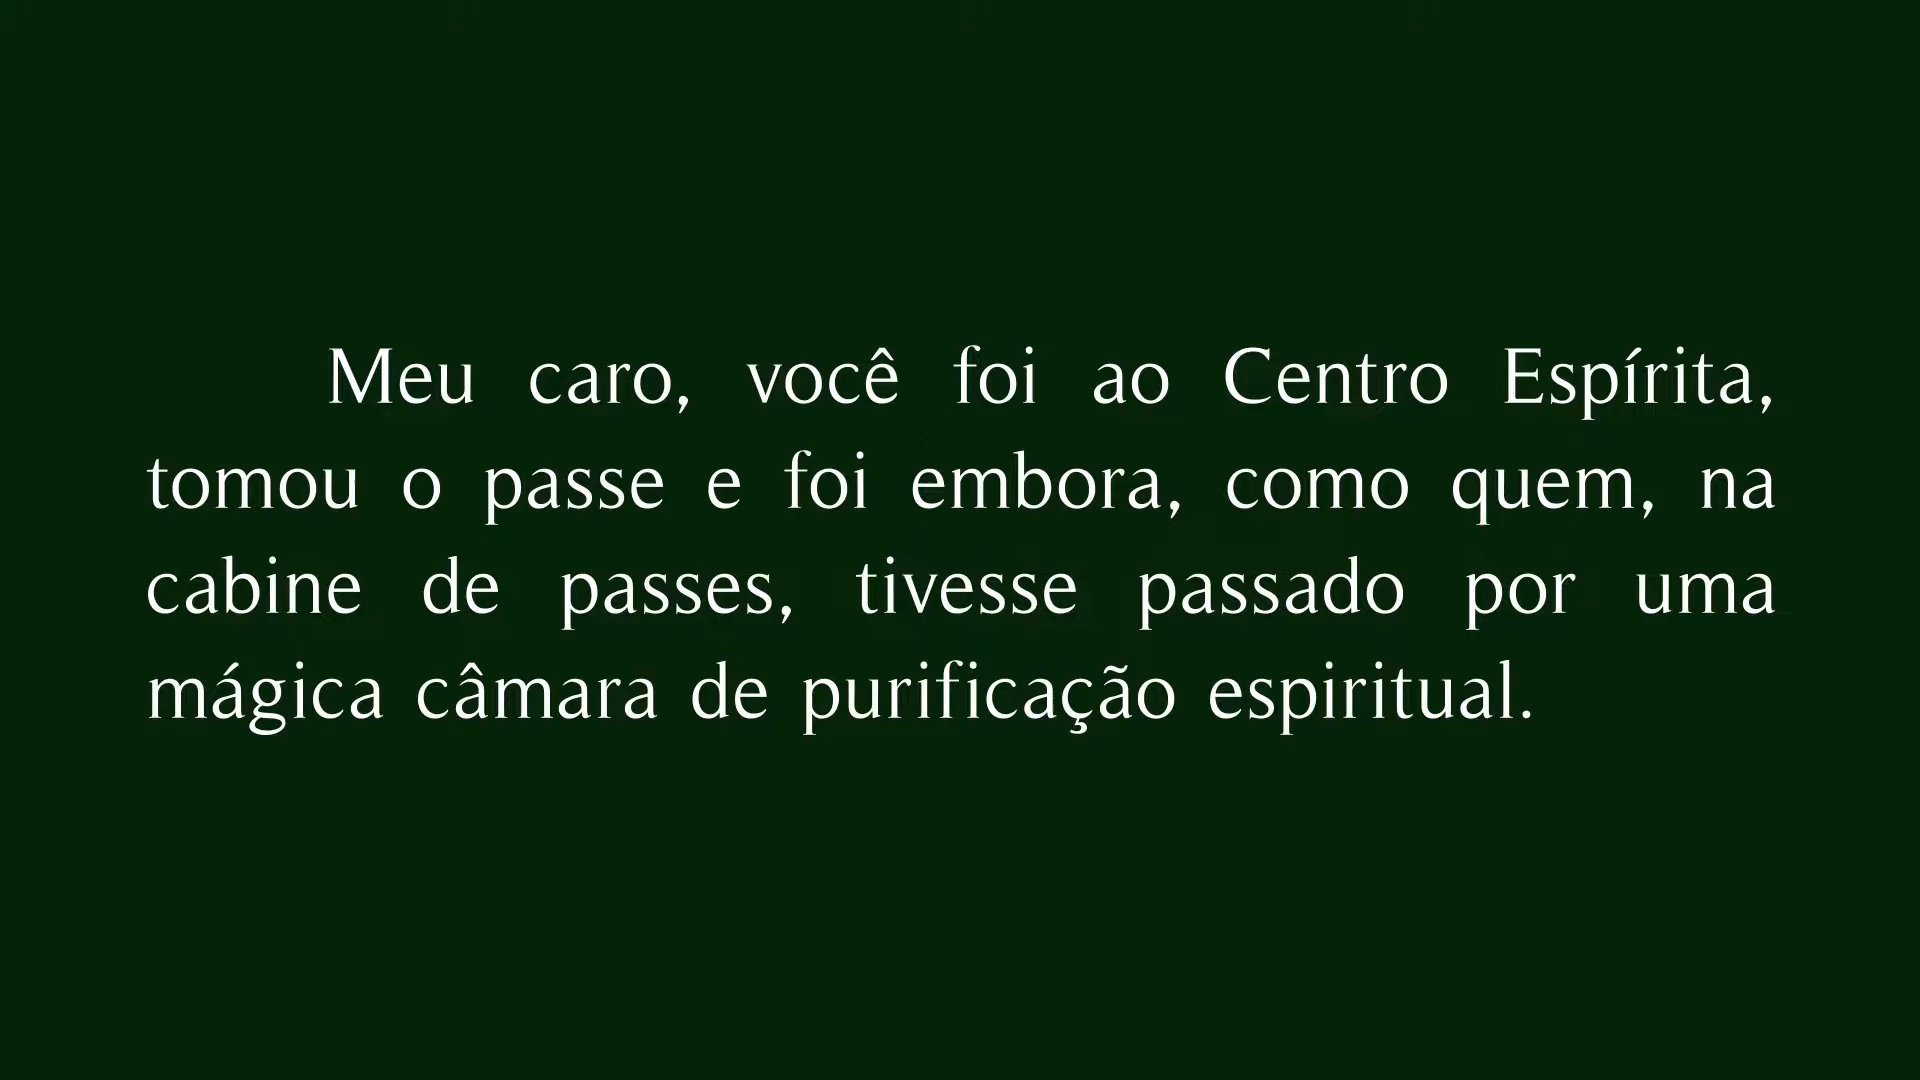 Meu caro, você foi ao Centro Espírita,
tomou o passe e foi embora, como quem, na
cabine de passes, tivesse passado por uma
mágica câmara de purificação espiritual.